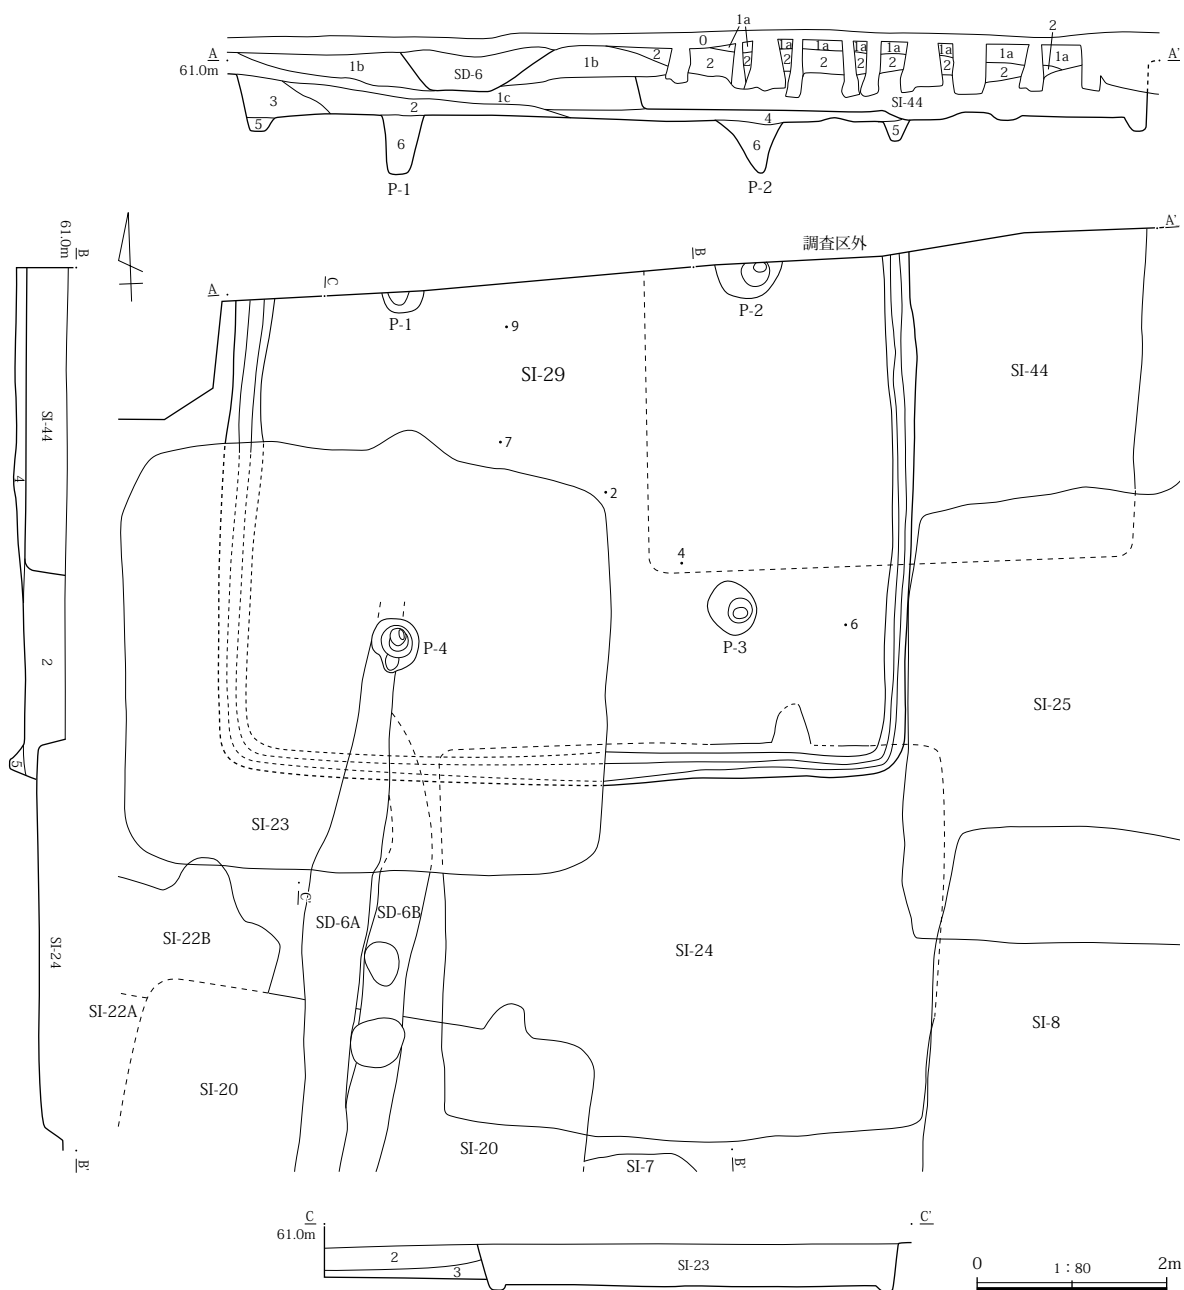 1a 2
A 0 1a 1a 1a 1a 1a 1a 1a A'
61.0m 1b SD-6 1b 2 2 2 2 2 2 2 2 2
3 2 1c SI-44
5 4 5
6 6
P-1 P-2
61.0m B
調査区外 A'
A C B
P-1 P-2
9
SI-29 SI-44
SI-44
7
4 2
4
P-4 P-3 6
2
SI-25
5
SI-23
C'
SD-6A SD-6B
SI-22B SI-24 SI-24
SI-22A SI-8
SI-20
SI-20
B' SI-7 B'
C C'
61.0m
2 SI-23
3
0 1：80 2m